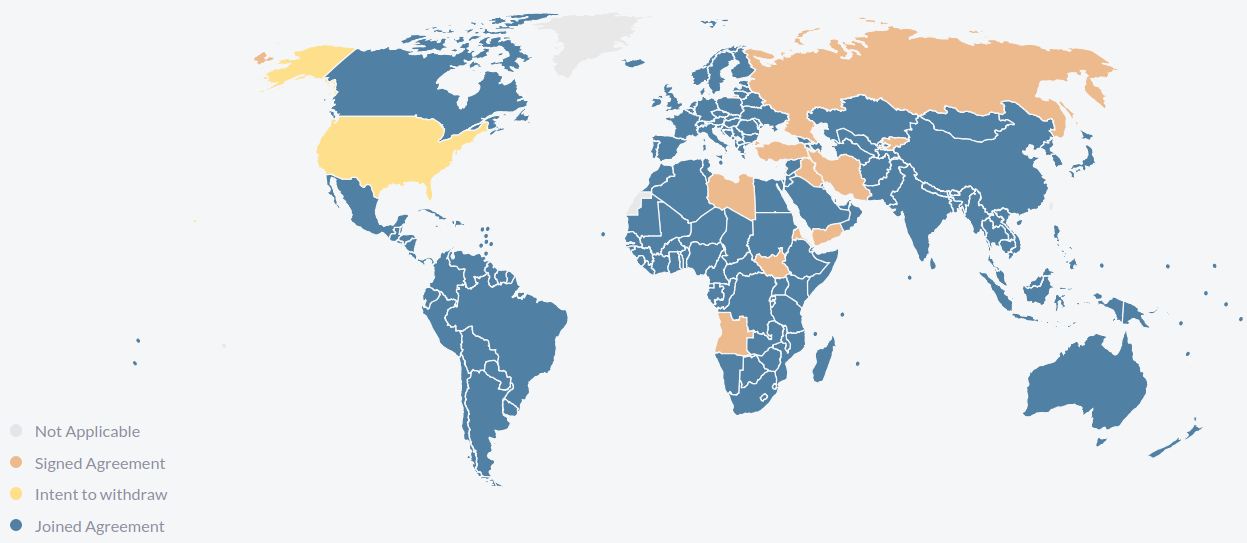 Not Applicable
Signed Agreement
Intent to withdraw
Joined Agreement